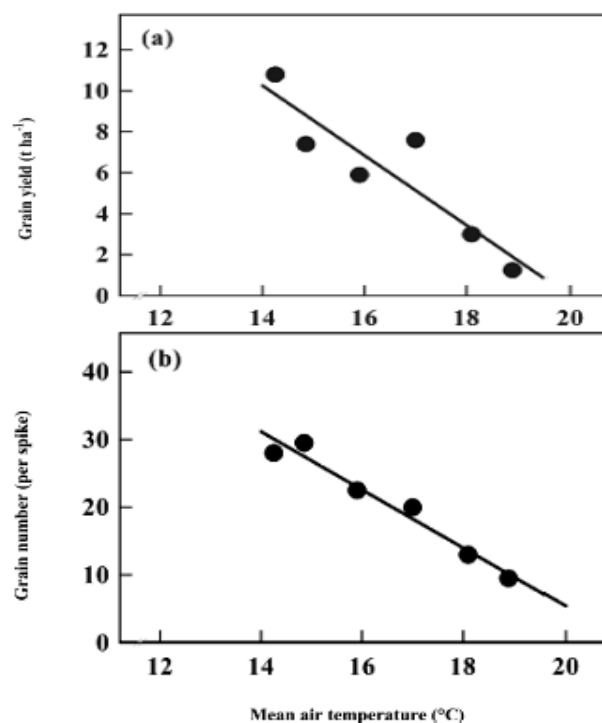 (a)
12
10
8
6
4
2
0
Grain yield (t ha⁻¹)
12 14 16 18 20
(b)
40
30
20
10
0
Grain number (per spike)
12 14 16 18 20
Mean air temperature (°C)